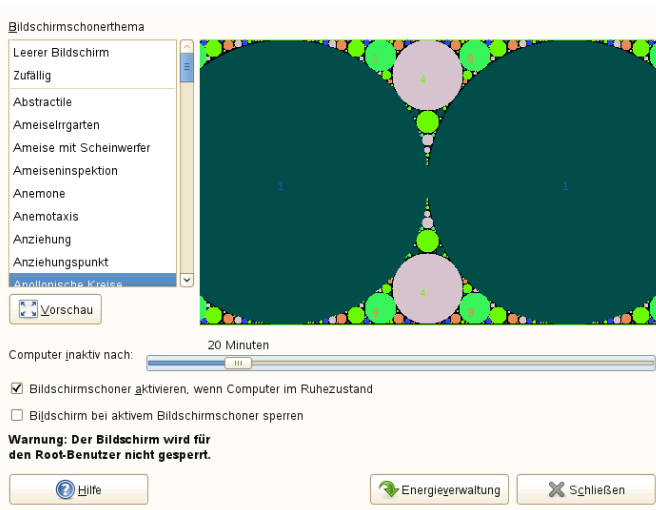 Bildschirmschonerthema
Leerer Bildschirm
Zufällig
Abstractile
AmeiseIrrgarten
Ameise mit Scheinwerfer
Ameiseninspektion
Anemone
Anemotaxis
Anziehung
Anziehungspunkt
Apollonische Kreise
4
1
1
4
Vorschau
20 Minuten
Computer inaktiv nach:
Bildschirmschoner aktivieren, wenn Computer im Ruhezustand
Bildschirm bei aktivem Bildschirmschoner sperren
Warnung: Der Bildschirm wird für
den Root-Benutzer nicht gesperrt.
Hilfe
Energieverwaltung
Schließen